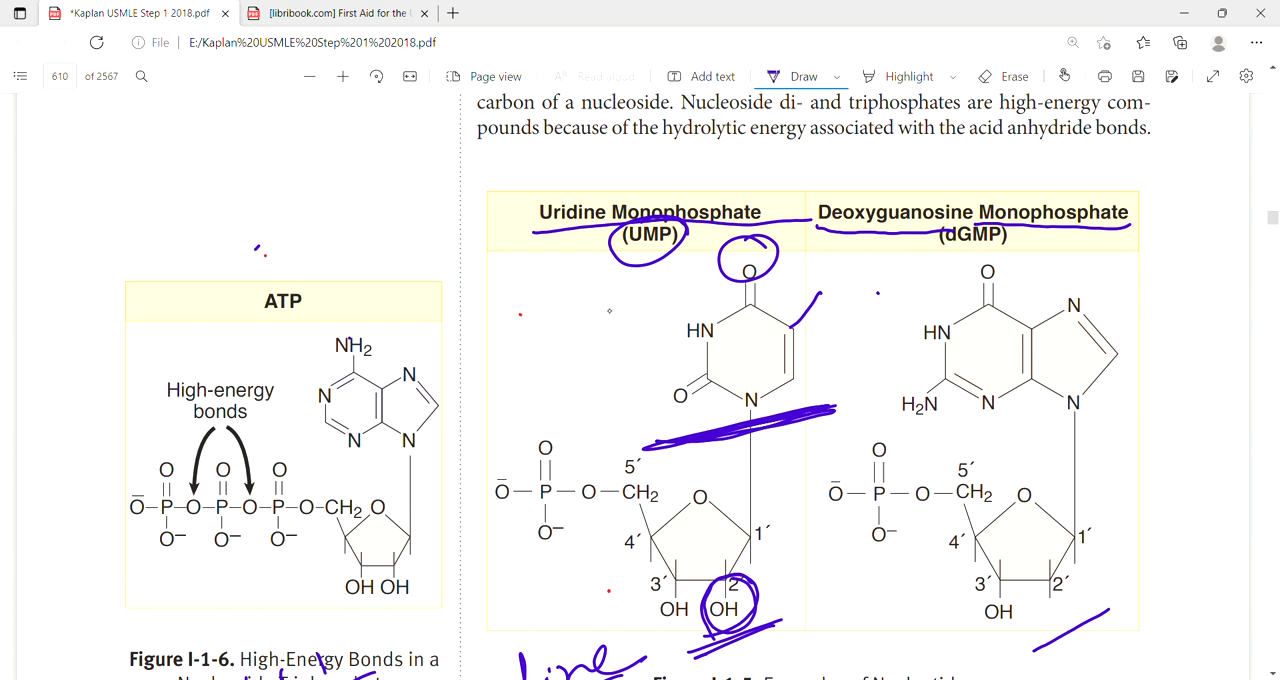 *Kaplan USMLE Step 1 2018.pdf
[libribook.com] First Aid for the
File
E:/Kaplan%20USMLE%20Step%201%202018.pdf
610
of 2567
Page view
Read aloud
Add text
Draw
Highlight
Erase
carbon of a nucleoside. Nucleoside di- and triphosphates are high-energy com-
pounds because of the hydrolytic energy associated with the acid anhydride bonds.
ATP
NH2
High-energy
bonds
N
N
N
N
O
O
O
O
O–
P
O
P
O
P
O
CH2
O–
O–
O–
OH OH
Figure I-1-6. High-Energy Bonds in a
Uridine Monophosphate
(UMP)
O
HN
O
N
O
5´
O–
P
O
CH2
O
O–
4´
1´
3´
2´
OH
OH
Deoxyguanosine Monophosphate
(dGMP)
O
N
HN
H2N
N
N
O
5´
O–
P
O
CH2
O
O–
4´
1´
3´
2´
OH
line